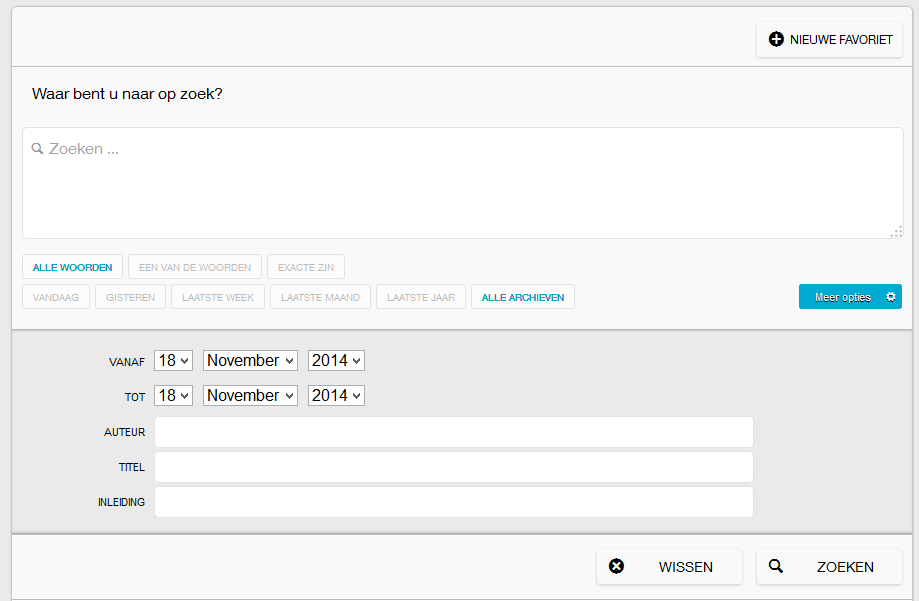 NIEUWE FAVORIET
Waar bent u naar op zoek?
Zoeken ...
ALLE WOORDEN EEN VAN DE WOORDEN EXACTE ZIN
VANDAAG GISTEREN LAATSTE WEEK LAATSTE MAAND LAATSTE JAAR ALLE ARCHIEVEN Meer opties
VANAF 18 November 2014
TOT 18 November 2014
AUTEUR
TITEL
INLEIDING
WISSEN ZOEKEN